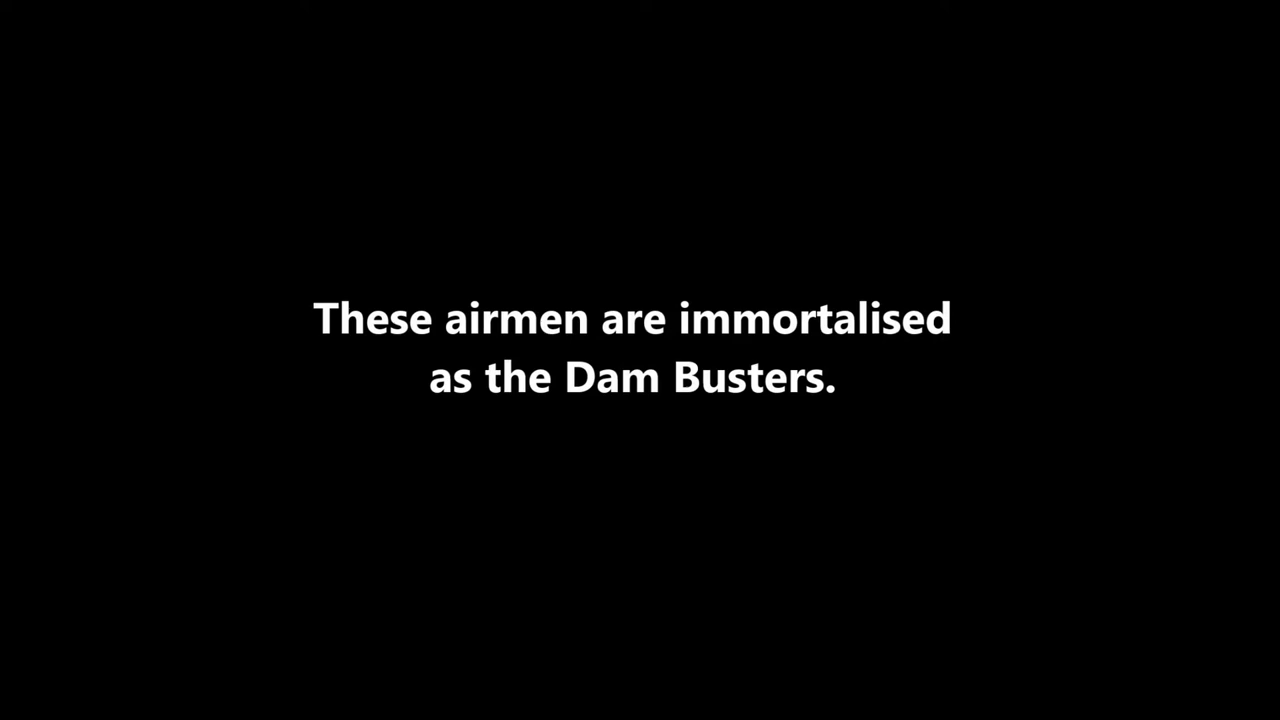 These airmen are immortalised
as the Dam Busters.